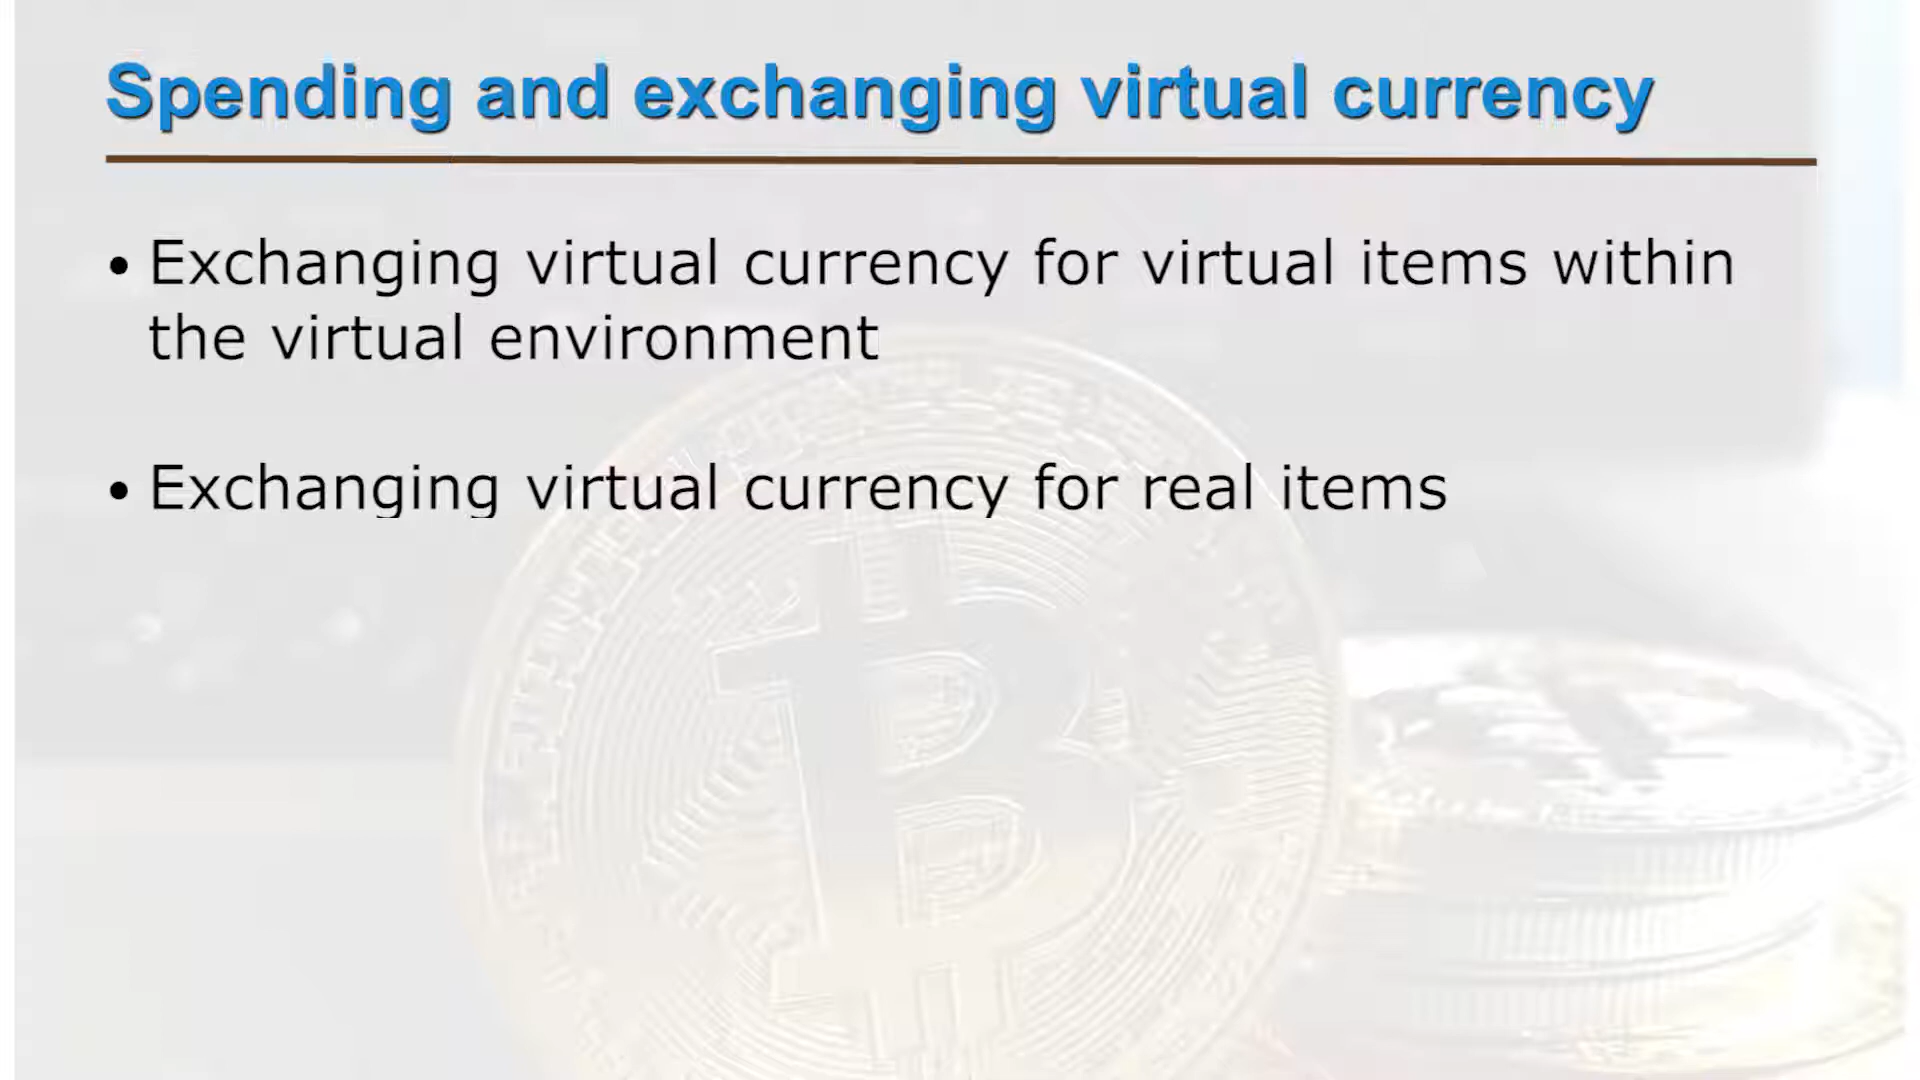 Spending and exchanging virtual currency
• Exchanging virtual currency for virtual items within
the virtual environment
• Exchanging virtual currency for real items